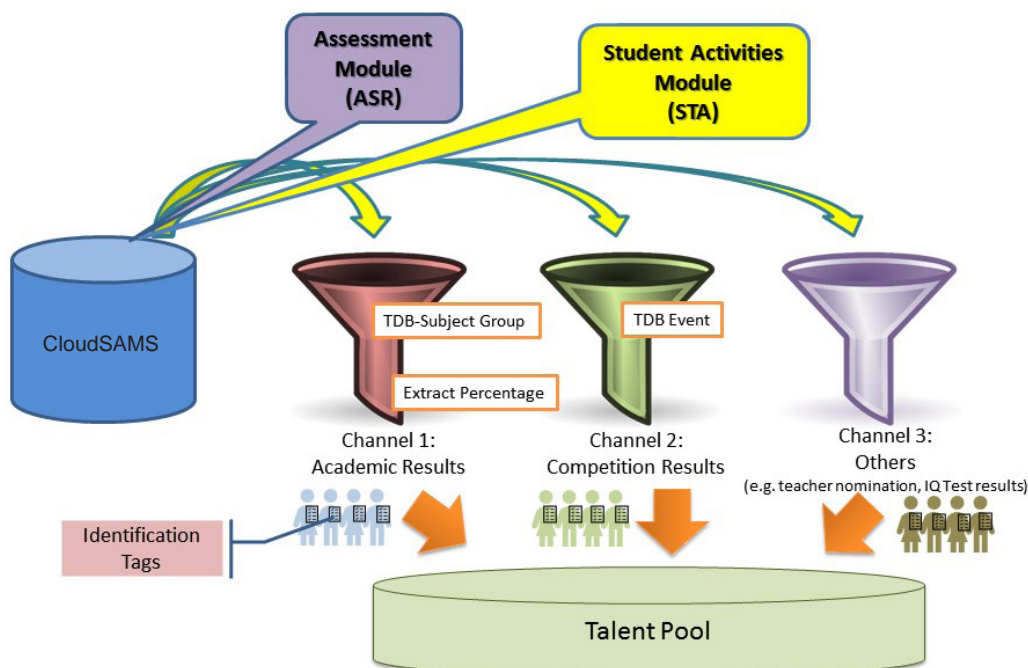 Assessment
Module
(ASR)
Student Activities
Module
(STA)
CloudSAMS
TDB-Subject Group
Extract Percentage
TDB Event
Channel 1:
Academic Results
Channel 2:
Competition Results
Channel 3:
Others
(e.g. teacher nomination, IQ Test results)
Identification
Tags
Talent Pool